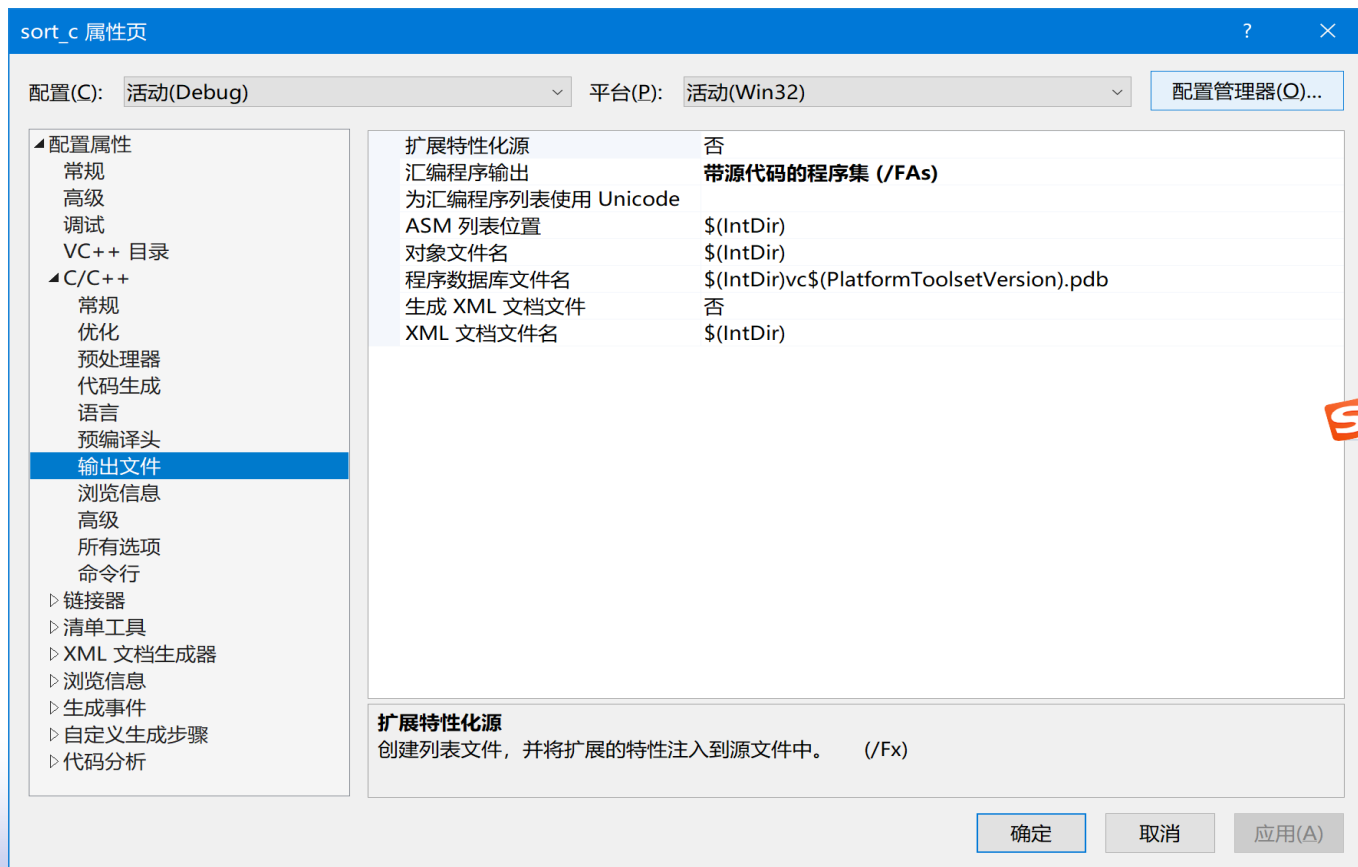 sort_c 属性页
配置(C): 活动(Debug) 平台(P): 活动(Win32) 配置管理器(O)...
配置属性
常规
高级
调试
VC++ 目录
C/C++
常规
优化
预处理器
代码生成
语言
预编译头
输出文件
浏览信息
高级
所有选项
命令行
链接器
清单工具
XML 文档生成器
浏览信息
生成事件
自定义生成步骤
代码分析
扩展特性化源 否
汇编程序输出 带源代码的程序集 (/FAs)
为汇编程序列表使用 Unicode
ASM 列表位置 $(IntDir)
对象文件名 $(IntDir)
程序数据库文件名 $(IntDir)vc$(PlatformToolsetVersion).pdb
生成 XML 文档文件 否
XML 文档文件名 $(IntDir)
扩展特性化源
创建列表文件，并将扩展的特性注入到源文件中。 (/Fx)
确定 取消 应用(A)